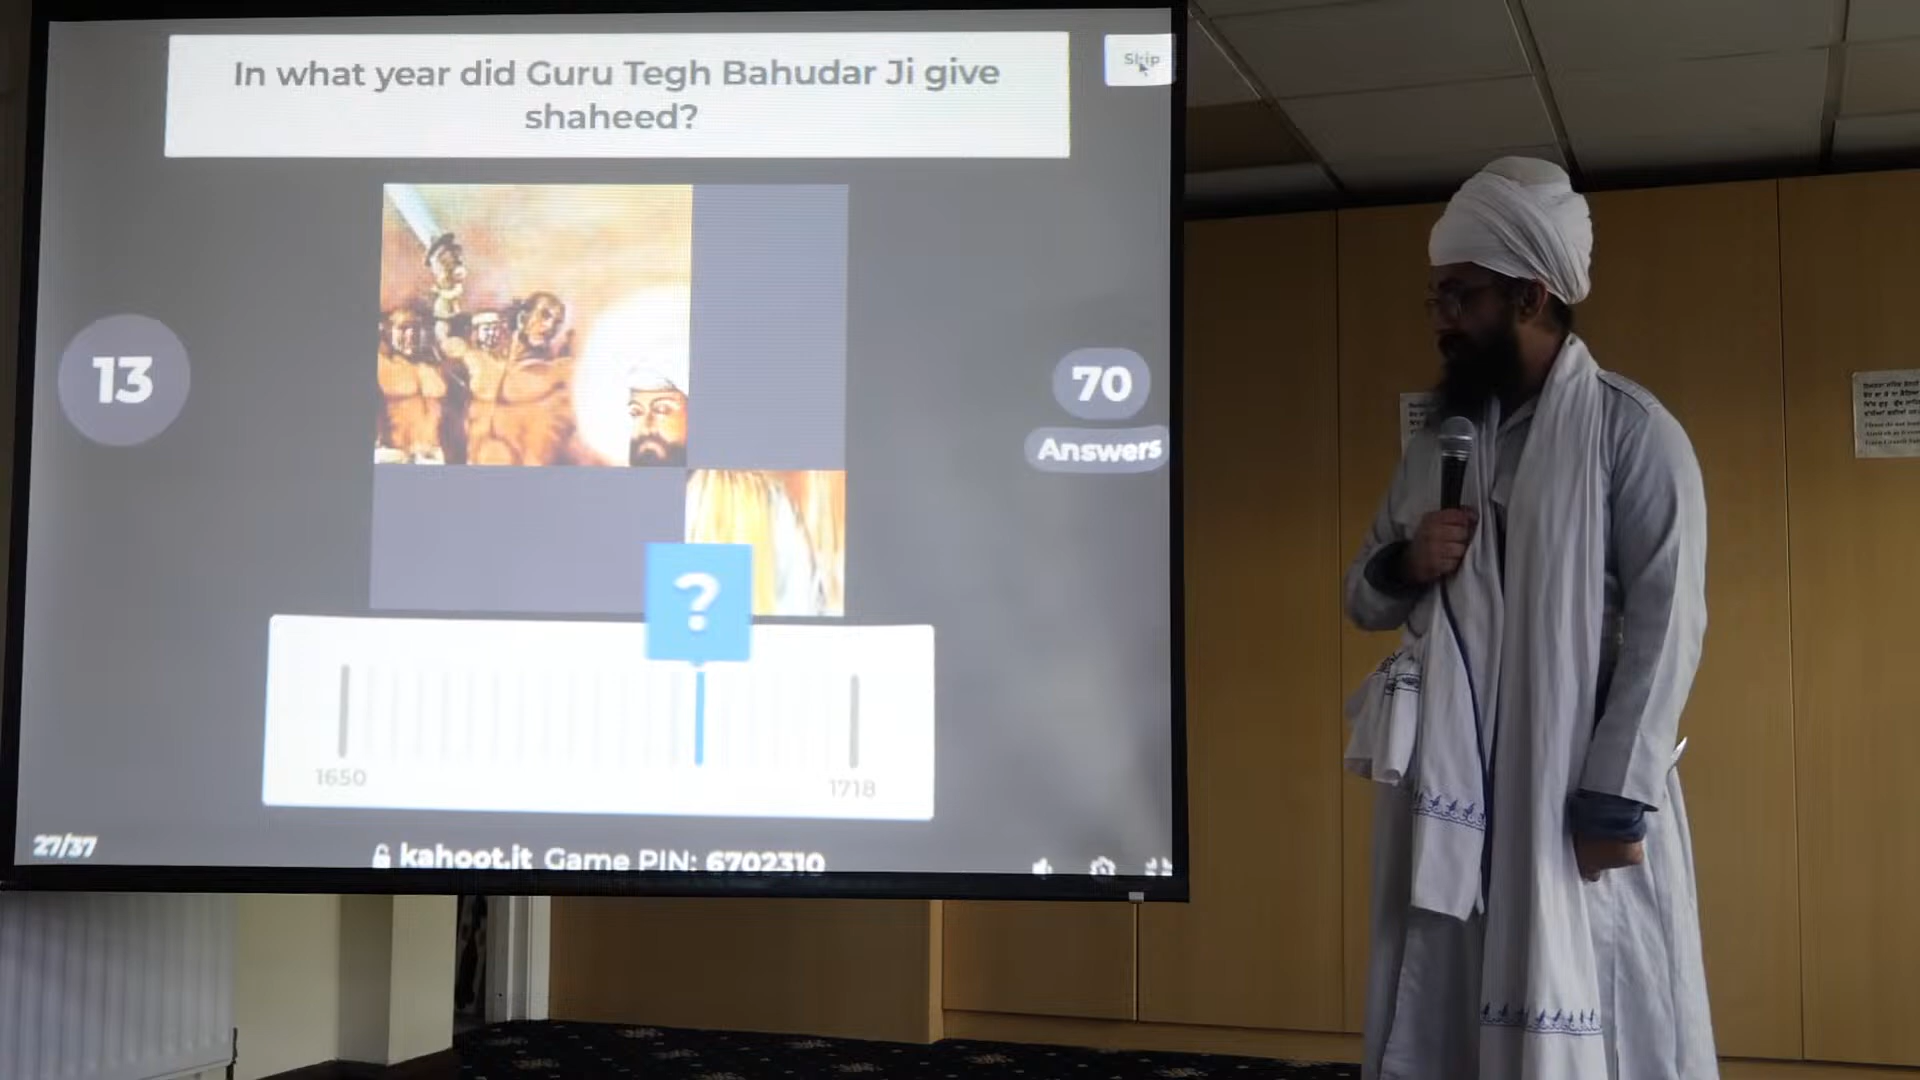 In what year did Guru Tegh Bahudar Ji give
shaheed?
Skip
13
70
Answers
?
1650
1718
27/37
kahoot.it Game PIN: 6702310